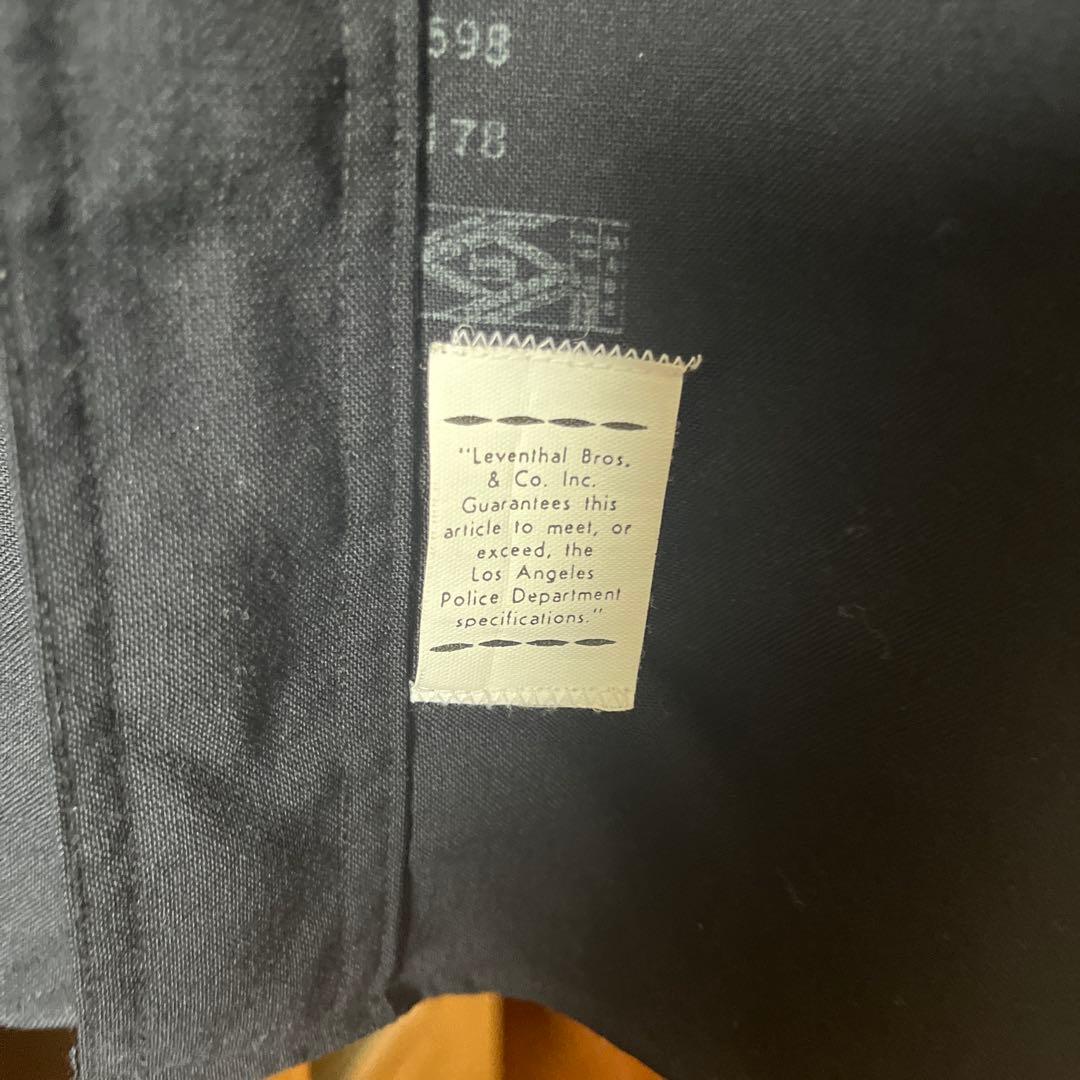 598
178
"Leventhal Bros.
& Co. Inc.
Guarantees this
article to meet, or
exceed, the
Los Angeles
Police Department
specifications."